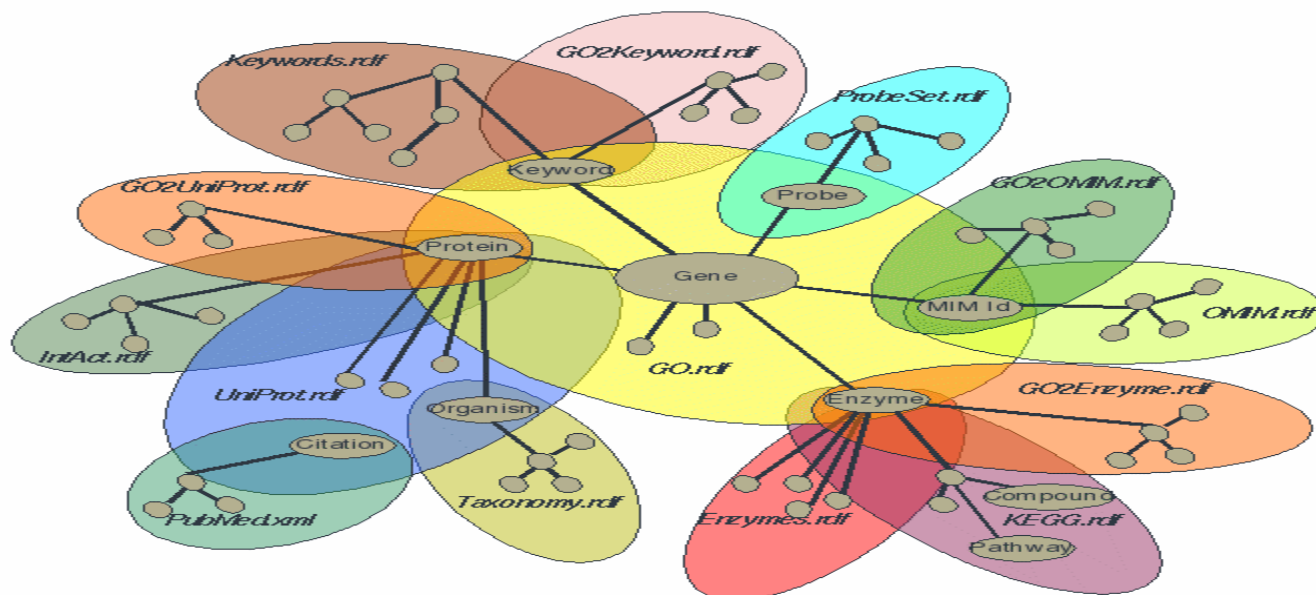 GO2Keyword.rdf
Keywords.rdf
ProbeSet.rdf
Keyword
GO2UniProt.rdf
GO2OMIM.rdf
Probe
Protein
Gene
MIM Id
OMIM.rdf
IntAct.rdf
GO.rdf
UniProt.rdf
GO2Enzyme.rdf
Enzyme
Organism
Citation
Compound
Taxonomy.rdf
PubMed.xml
Enzymes.rdf
KEGG.rdf
Pathway